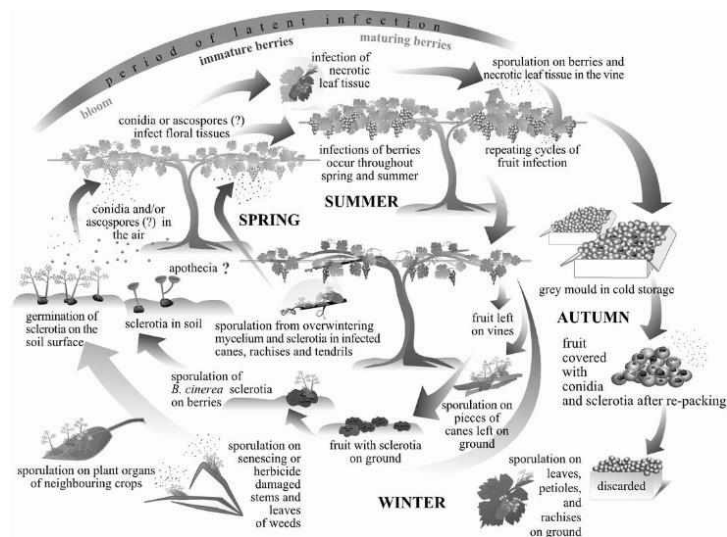 period of latent infection
bloom
immature berries
maturing berries
infection of
necrotic
leaf tissue
sporulation on berries and
necrotic leaf tissue in the vine
conidia or ascospores (?)
infect floral tissues
infections of berries
occur throughout
spring and summer
repeating cycles of
fruit infection
SUMMER
SPRING
conidia and/or
ascospores (?) in
the air
apothecia ?
germination of
sclerotia on the
soil surface
sclerotia in soil
sporulation from overwintering
mycelium and sclerotia in infected
canes, rachises and tendrils
fruit left
on vines
grey mould in cold storage
AUTUMN
fruit
covered
with
conidia
and sclerotia after re-packing
sporulation of
B. cinerea sclerotia
on berries
sporulation on
pieces of
canes left on
ground
fruit with sclerotia
on ground
sporulation on plant organs
of neighbouring crops
sporulation on
senescing or
herbicide
damaged
stems and
leaves
of weeds
WINTER
sporulation on
leaves,
petioles,
and
rachises
on ground
discarded